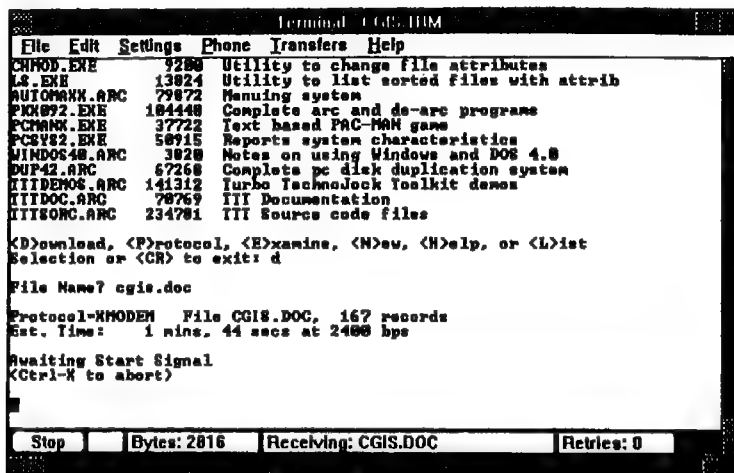 Terminal - CGIS.TRM
File Edit Settings Phone Transfers Help
CHMOD.EXE 9280 Utility to change file attributes
LS.EXE 13824 Utility to list sorted files with attrib
AUTOMAXX.ARC 79872 Menuing system
PKX092.EXE 104448 Complete arc and de-arc programs
PCMANX.EXE 37722 Text based PAC-MAN game
PCSYS2.EXE 50915 Reports system characteristics
WINDOS40.ARC 3820 Notes on using Windows and DOS 4.0
DUP42.ARC 67268 Complete pc disk duplication system
TTTDEMOS.ARC 141312 Turbo TechnoJock Toolkit demos
TTTDOC.ARC 70769 TTT Documentation
TTTSORC.ARC 234701 TTT Source code files
<D>ownload, <P>rotocol, <E>xamine, <N>ew, <H>elp, or <L>ist
Selection or <CR> to exit: d
File Name? cgis.doc
Protocol-XMODEM File CGIS.DOC, 167 records
Est. Time: 1 mins, 44 secs at 2400 bps
Awaiting Start Signal
<Ctrl-X to abort>
Stop Bytes: 2816 Receiving: CGIS.DOC Retries: 0